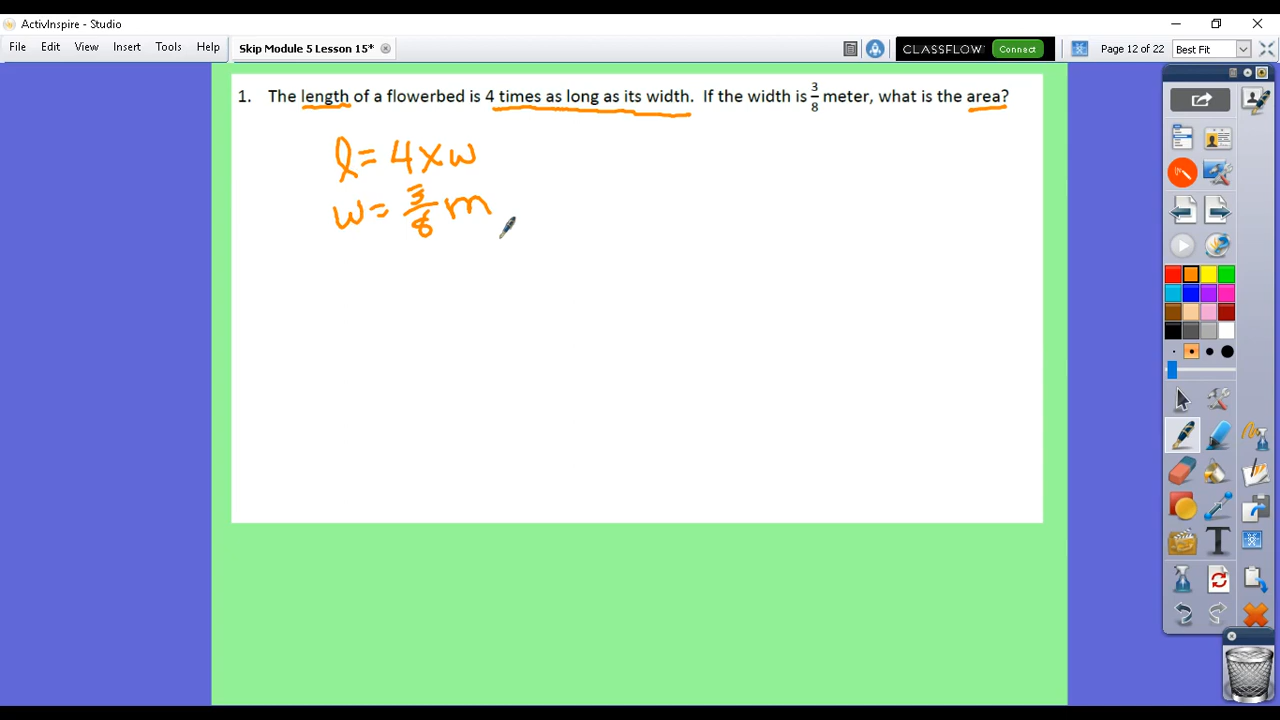 ActivInspire - Studio
File Edit View Insert Tools Help
Skip Module 5 Lesson 15*
CLASSFLOW Connect
Page 12 of 22
Best Fit
1. The length of a flowerbed is 4 times as long as its width. If the width is 3/8 meter, what is the area?
l = 4 x w
w = 3/8 m